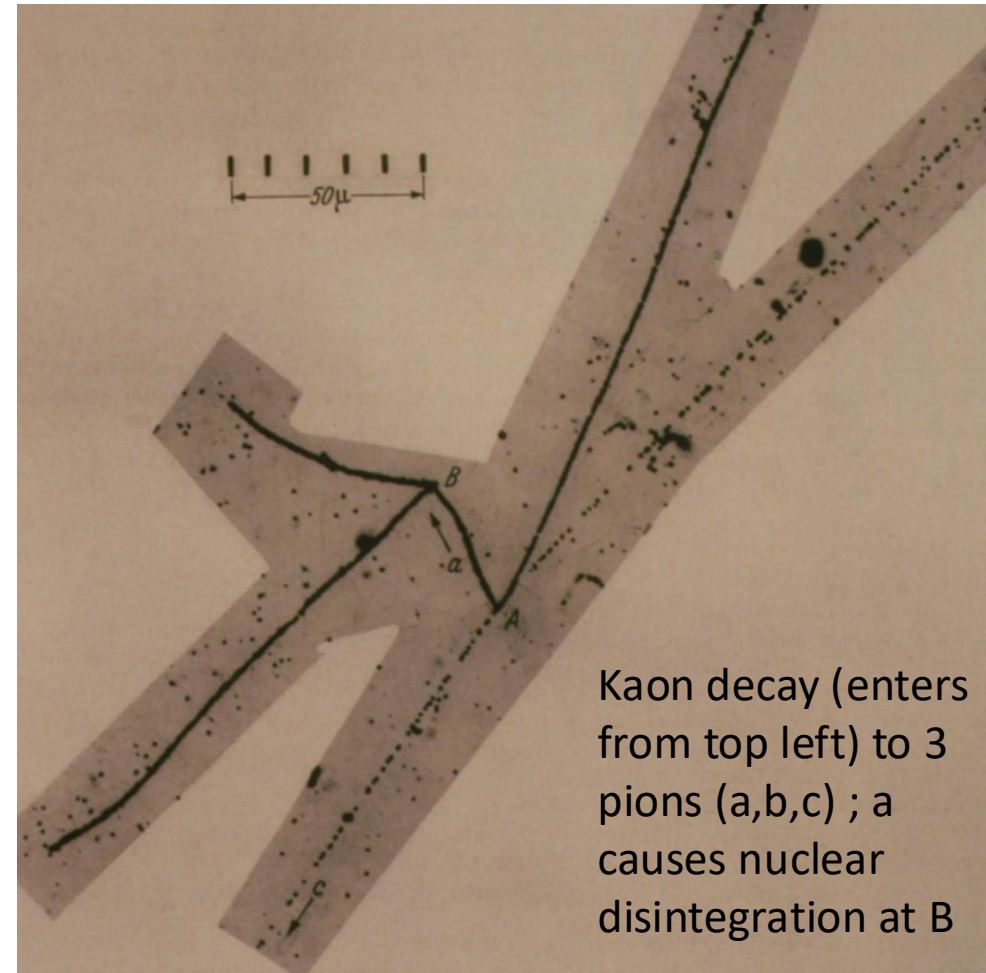 50μ
B
a
A
c
Kaon decay (enters
from top left) to 3
pions (a,b,c) ; a
causes nuclear
disintegration at B